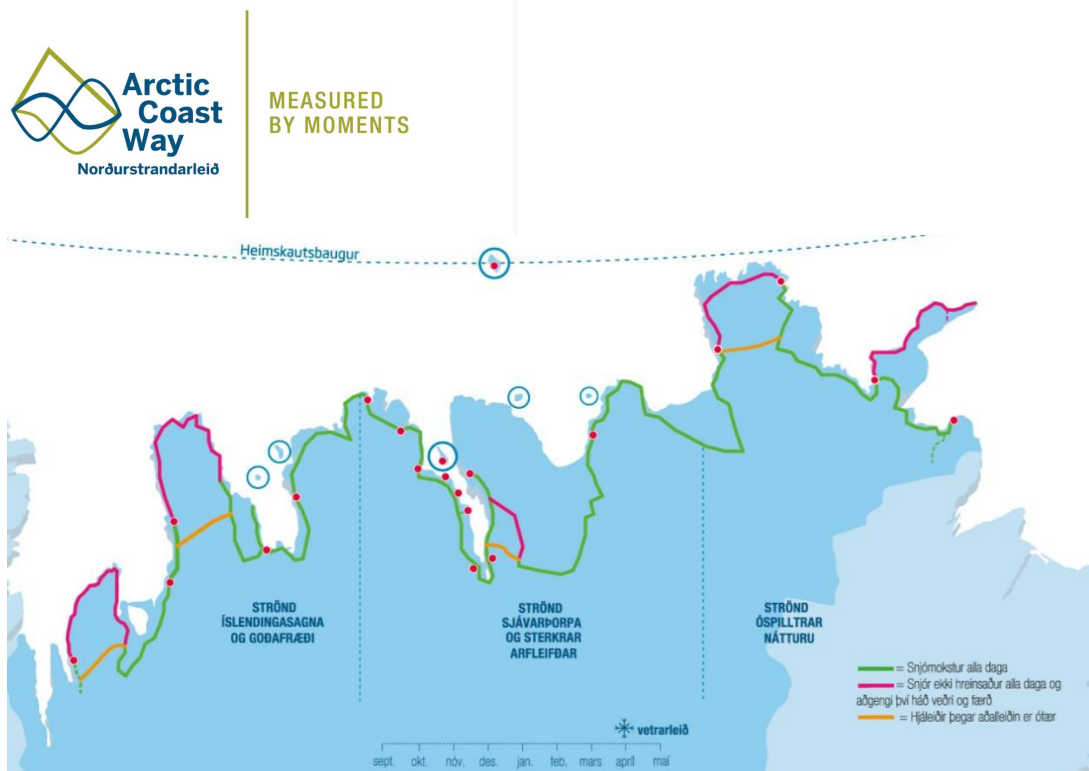 Arctic
Coast
Way
Norðurstrandarleið
MEASURED
BY MOMENTS
Heimskautsbaugur
STRÖND
ÍSLENDINGASAGNA
OG GOÐAFRÆÐI
STRÖND
SJÁVARÞORPA
OG STERKRAR
ARFLEIFÐAR
STRÖND
ÓSPILLTRAR
NÁTTURU
= Snjómokstur alla daga
= Snjór ekki hreinsaður alla daga og
aðgengi því háð veðri og færð
= Hjáleiðir þegar aðalleiðin er ófær
vetrarleið
sept. okt. nóv. des. jan. feb. mars apríl maí